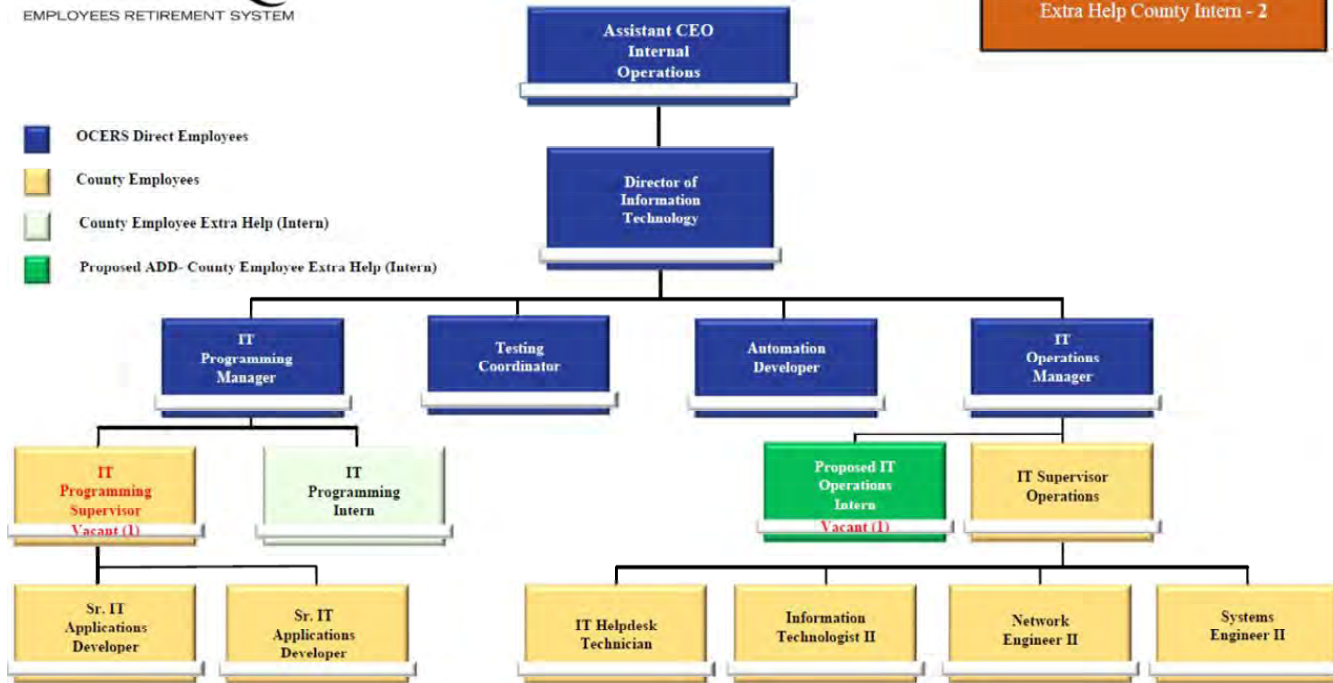 EMPLOYEES RETIREMENT SYSTEM
Extra Help County Intern - 2
Assistant CEO
Internal
Operations
OCERS Direct Employees
County Employees
County Employee Extra Help (Intern)
Proposed ADD- County Employee Extra Help (Intern)
Director of
Information
Technology
IT
Programming
Manager
Testing
Coordinator
Automation
Developer
IT
Operations
Manager
IT
Programming
Supervisor
Vacant (1)
IT
Programming
Intern
Proposed IT
Operations
Intern
Vacant (1)
IT Supervisor
Operations
Sr. IT
Applications
Developer
Sr. IT
Applications
Developer
IT Helpdesk
Technician
Information
Technologist II
Network
Engineer II
Systems
Engineer II